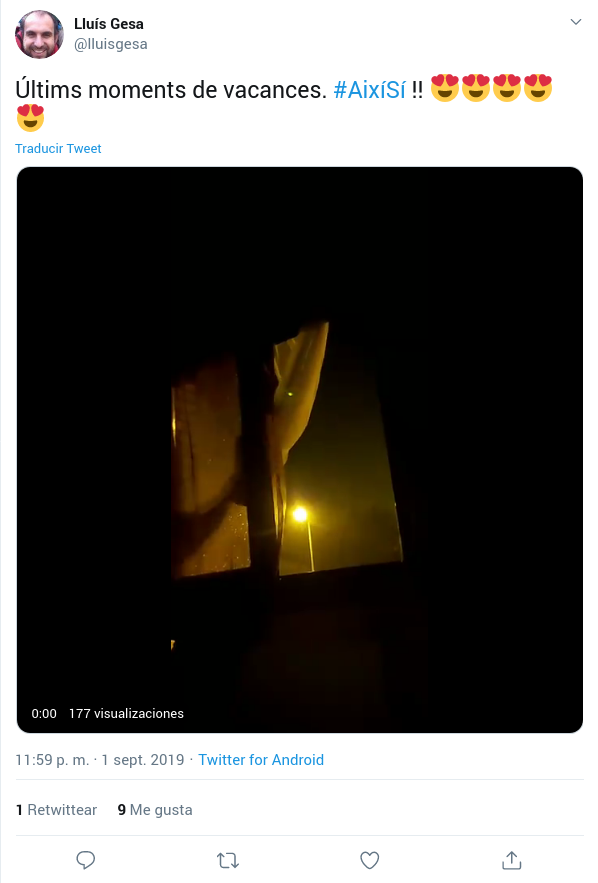 Lluís Gesa
@lluisgesa
Últims moments de vacances. #AixíSí !! 😍😍😍😍
😍
Traducir Tweet
0:00 177 visualizaciones
11:59 p. m. · 1 sept. 2019 · Twitter for Android
1 Retwittear 9 Me gusta